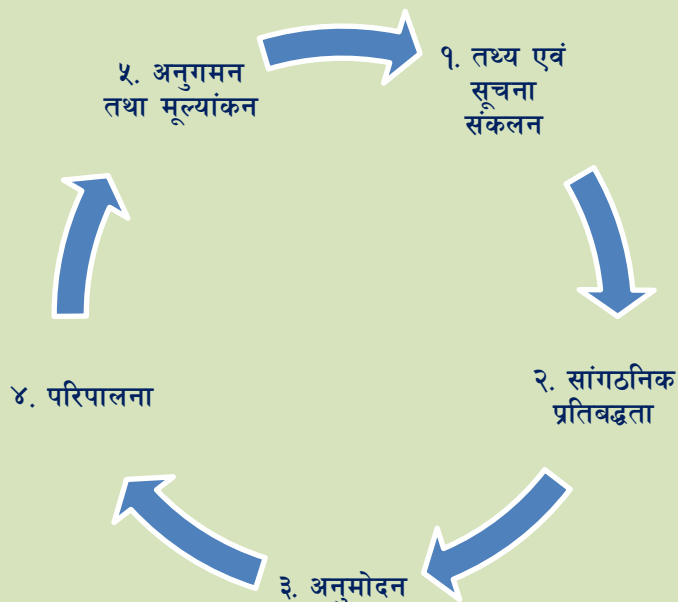 १. तथ्य एवं
सूचना
संकलन
२. सांगठनिक
प्रतिबद्धता
३. अनुमोदन
४. परिपालना
५. अनुगमन
तथा मूल्यांकन